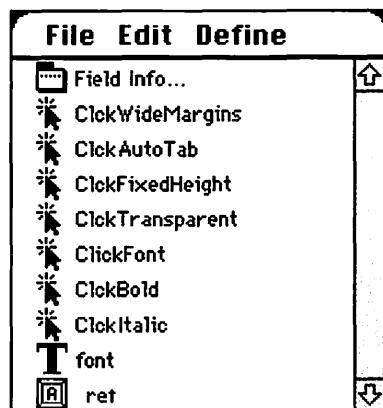 File Edit Define
Field Info...
ClckWideMargins
ClckAutoTab
ClckFixedHeight
ClckTransparent
ClickFont
ClckBold
ClckItalic
T font
A ret